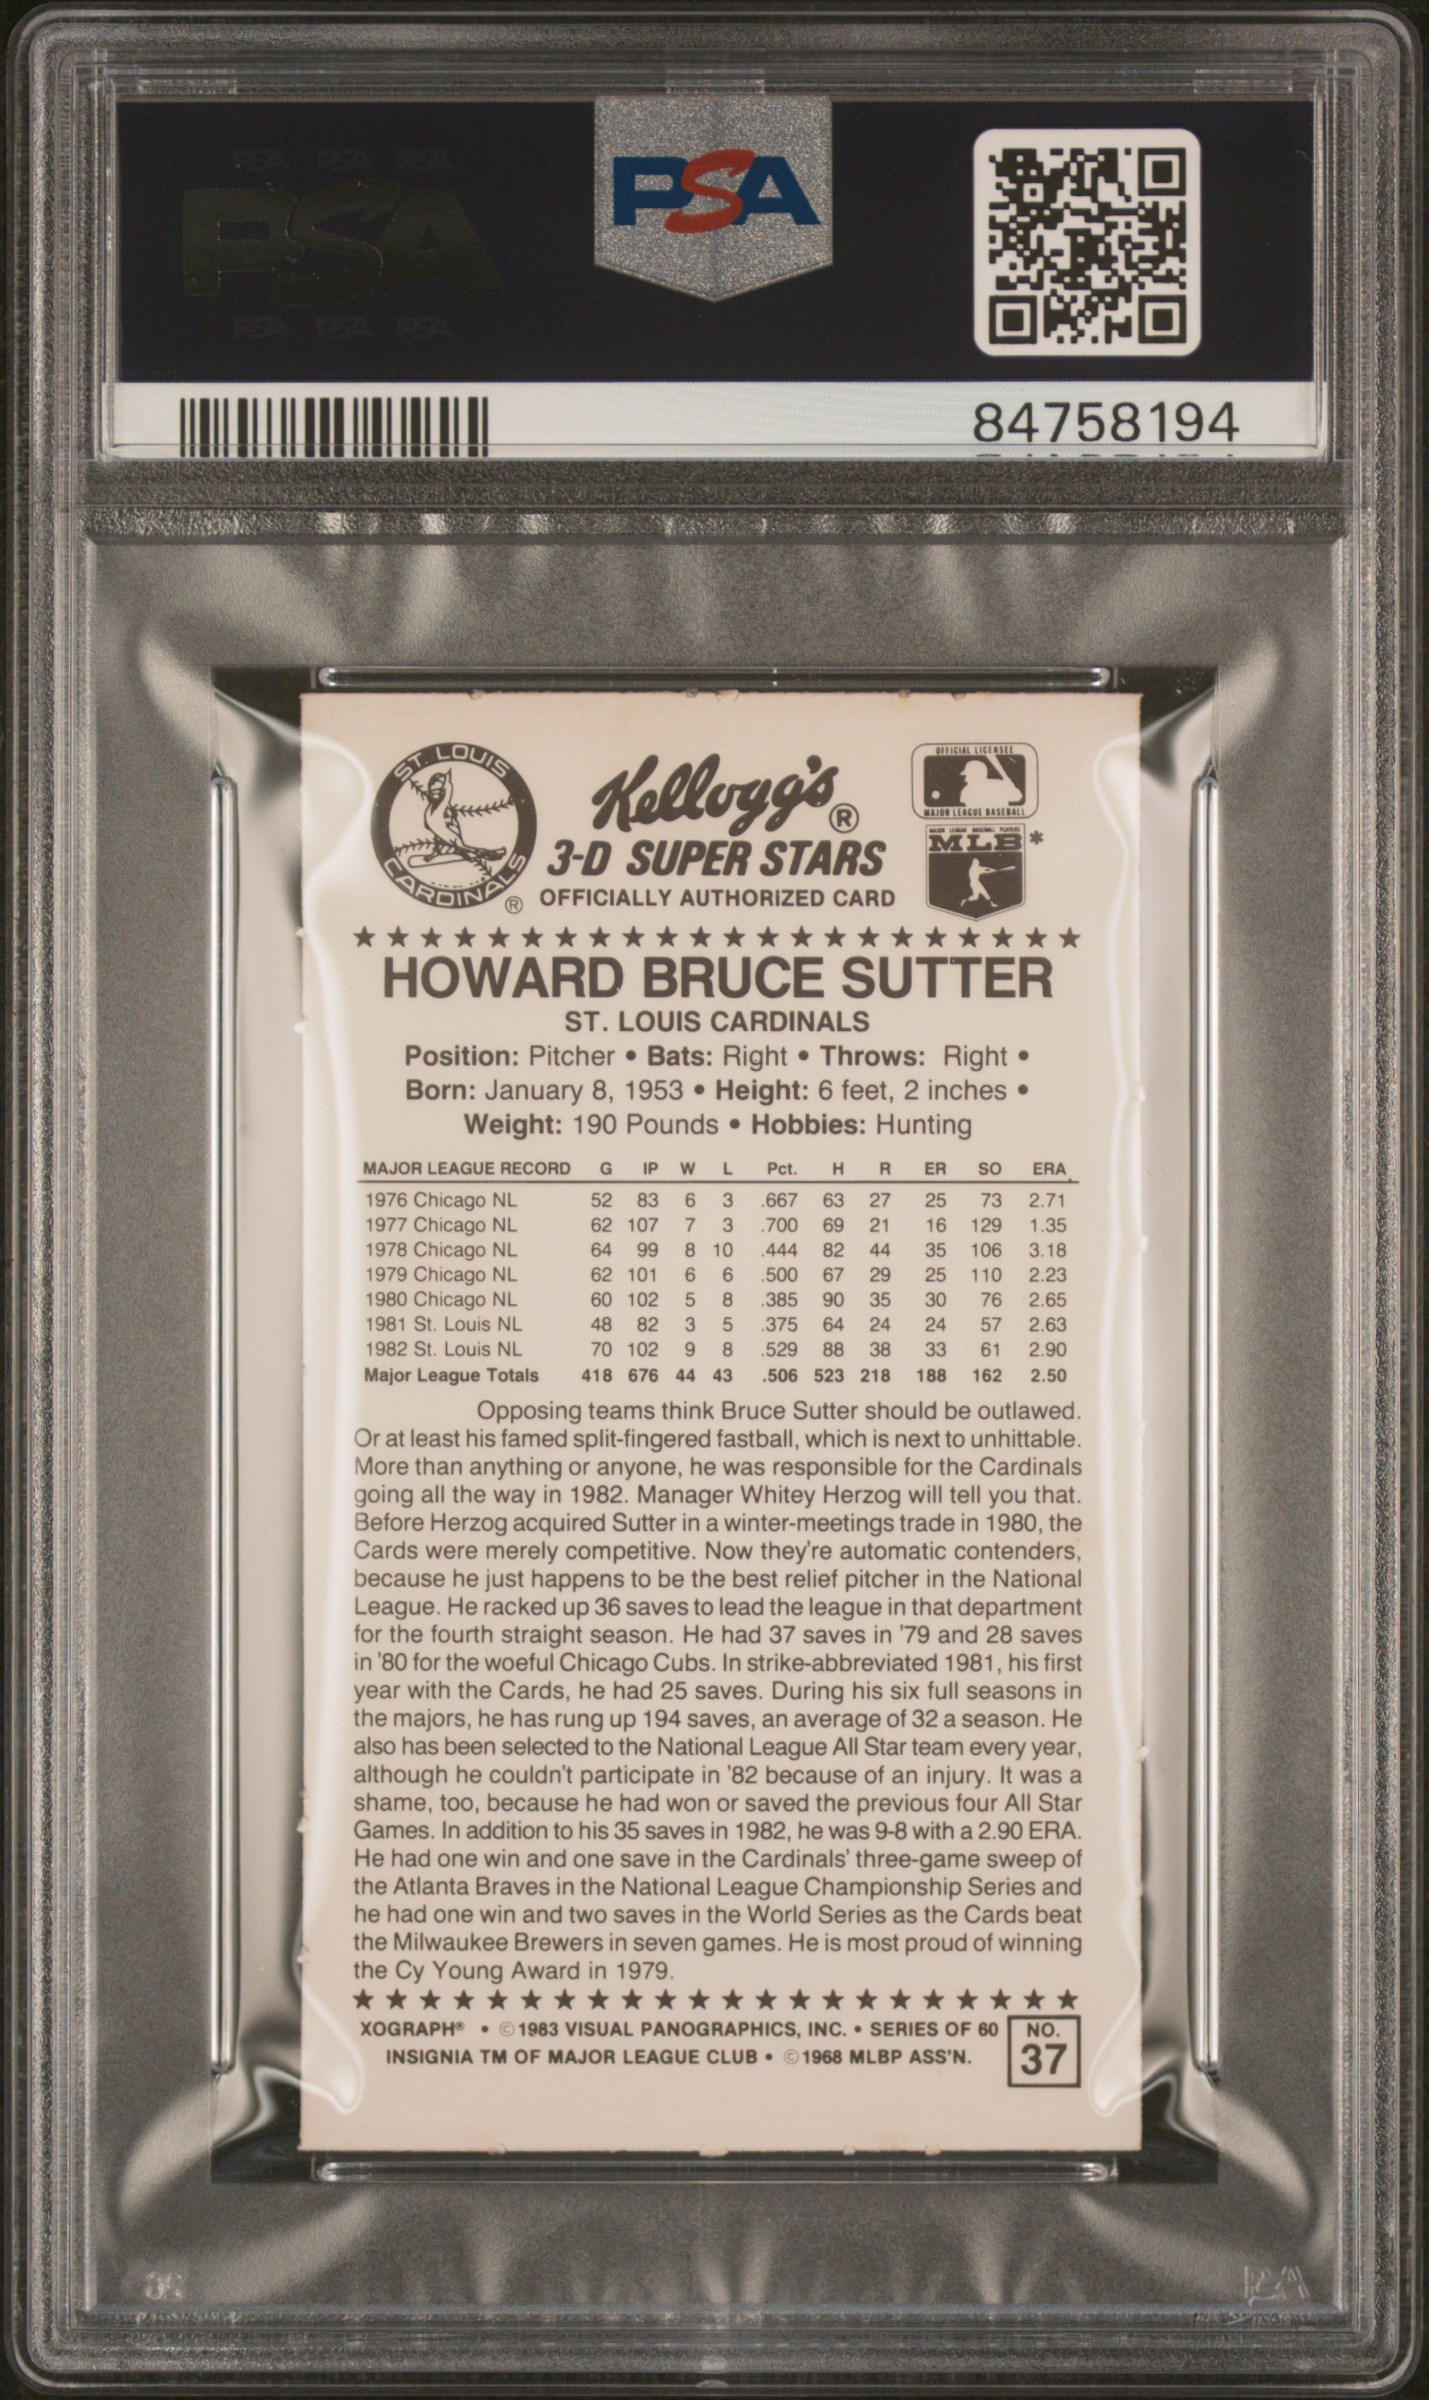 PSA PSA PSA
PSA
PSA PSA PSA
PSA
84758194
ST. LOUIS
CARDINALS ®
Kellogg's ®
3-D SUPER STARS
OFFICIALLY AUTHORIZED CARD
OFFICIAL LICENSEE
MAJOR LEAGUE BASEBALL
MAJOR LEAGUE BASEBALL PLAYERS
MLB *
★ ★ ★ ★ ★ ★ ★ ★ ★ ★ ★ ★ ★ ★ ★ ★ ★ ★ ★ ★ ★ ★
HOWARD BRUCE SUTTER
ST. LOUIS CARDINALS
Position: Pitcher • Bats: Right • Throws: Right •
Born: January 8, 1953 • Height: 6 feet, 2 inches •
Weight: 190 Pounds • Hobbies: Hunting
MAJOR LEAGUE RECORD G IP W L Pct. H R ER SO ERA
1976 Chicago NL 52 83 6 3 .667 63 27 25 73 2.71
1977 Chicago NL 62 107 7 3 .700 69 21 16 129 1.35
1978 Chicago NL 64 99 8 10 .444 82 44 35 106 3.18
1979 Chicago NL 62 101 6 6 .500 67 29 25 110 2.23
1980 Chicago NL 60 102 5 8 .385 90 35 30 76 2.65
1981 St. Louis NL 48 82 3 5 .375 64 24 24 57 2.63
1982 St. Louis NL 70 102 9 8 .529 88 38 33 61 2.90
Major League Totals 418 676 44 43 .506 523 218 188 162 2.50
Opposing teams think Bruce Sutter should be outlawed.
Or at least his famed split-fingered fastball, which is next to unhittable.
More than anything or anyone, he was responsible for the Cardinals
going all the way in 1982. Manager Whitey Herzog will tell you that.
Before Herzog acquired Sutter in a winter-meetings trade in 1980, the
Cards were merely competitive. Now they're automatic contenders,
because he just happens to be the best relief pitcher in the National
League. He racked up 36 saves to lead the league in that department
for the fourth straight season. He had 37 saves in '79 and 28 saves
in '80 for the woeful Chicago Cubs. In strike-abbreviated 1981, his first
year with the Cards, he had 25 saves. During his six full seasons in
the majors, he has rung up 194 saves, an average of 32 a season. He
also has been selected to the National League All Star team every year,
although he couldn't participate in '82 because of an injury. It was a
shame, too, because he had won or saved the previous four All Star
Games. In addition to his 35 saves in 1982, he was 9-8 with a 2.90 ERA.
He had one win and one save in the Cardinals' three-game sweep of
the Atlanta Braves in the National League Championship Series and
he had one win and two saves in the World Series as the Cards beat
the Milwaukee Brewers in seven games. He is most proud of winning
the Cy Young Award in 1979.
★ ★ ★ ★ ★ ★ ★ ★ ★ ★ ★ ★ ★ ★ ★ ★ ★ ★ ★ ★ ★ ★
XOGRAPH® • ©1983 VISUAL PANOGRAPHICS, INC. • SERIES OF 60
INSIGNIA TM OF MAJOR LEAGUE CLUB • ©1968 MLBP ASS'N.
NO.
37